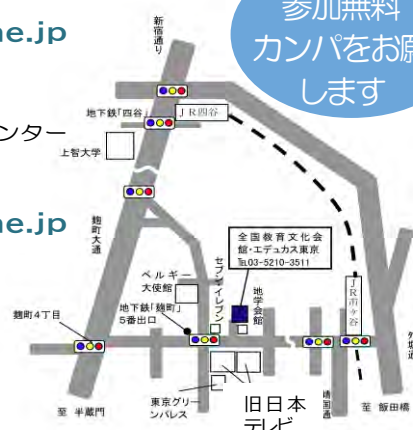 ne.jp
ンター
ne.jp
参加無料
カンパをお願
します
新宿通り
地下鉄「四谷」
JR四谷
上智大学
麹町大通
全国教育文化会
館・エデュカス東京
℡03-5210-3511
ベルギー
大使館
セブンイレブン
地学会館
地下鉄「麹町」
5番出口
麹町4丁目
JR市ヶ谷
外堀通
至 半蔵門
東京グリー
ンパレス
旧日本
テレビ
靖国通
至 飯田橋